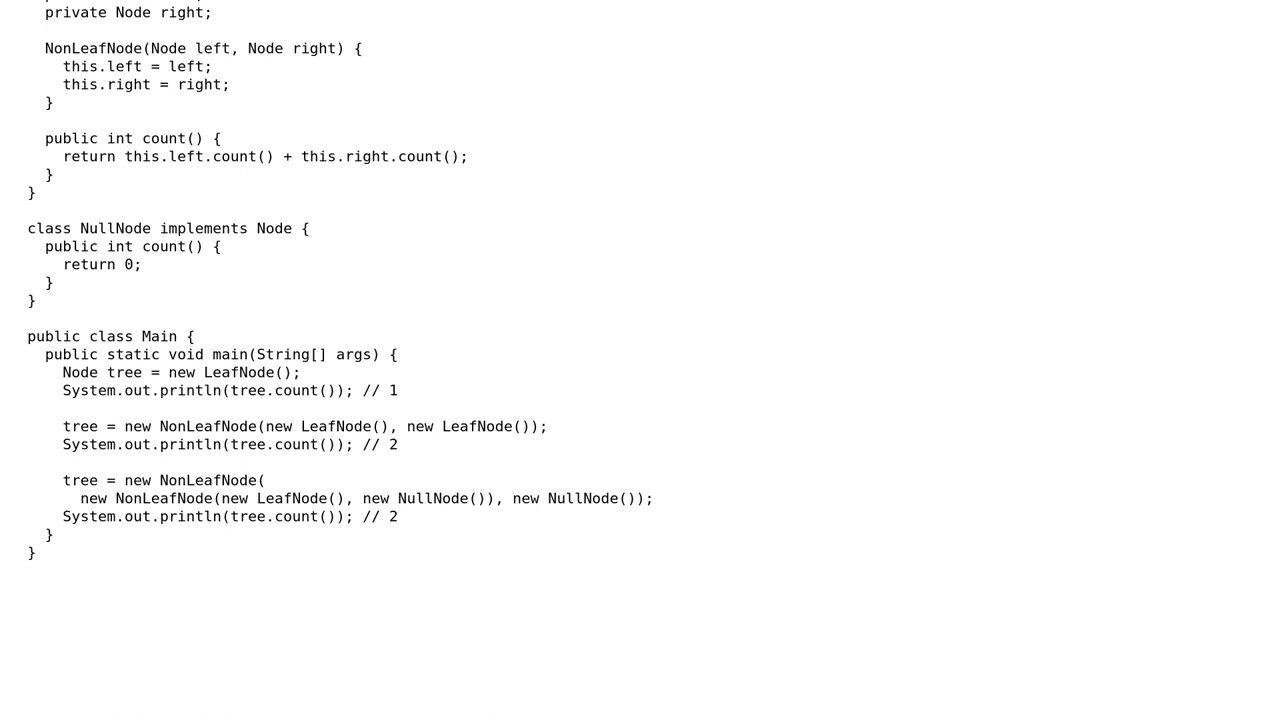 private Node right;
NonLeafNode(Node left, Node right) {
this.left = left;
this.right = right;
}
public int count() {
return this.left.count() + this.right.count();
}
}
class NullNode implements Node {
public int count() {
return 0;
}
}
public class Main {
public static void main(String[] args) {
Node tree = new LeafNode();
System.out.println(tree.count()); // 1
tree = new NonLeafNode(new LeafNode(), new LeafNode());
System.out.println(tree.count()); // 2
tree = new NonLeafNode(
new NonLeafNode(new LeafNode(), new NullNode()), new NullNode());
System.out.println(tree.count()); // 2
}
}